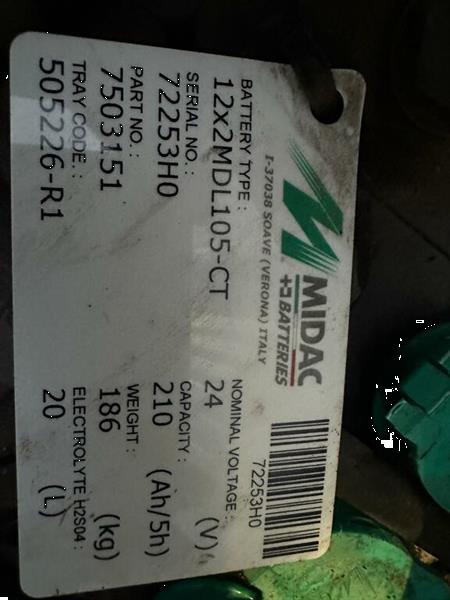 MIDAC
BATTERIES
I-37038 SOAVE (VERONA) ITALY
72253H0
BATTERY TYPE :
12x2MDL105-CT
NOMINAL VOLTAGE :
24 (V)
SERIAL NO. :
72253H0
CAPACITY :
210 (Ah/5h)
PART NO. :
7503151
WEIGHT :
186 (kg)
TRAY CODE. :
505226-R1
ELECTROLYTE H2SO4 :
20 (L)